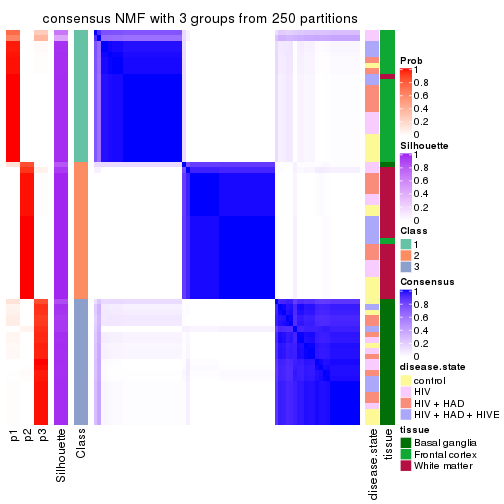 consensus NMF with 3 groups from 250 partitions
Prob
1
0.8
0.6
0.4
0.2
0
Silhouette
1
0.8
0.6
0.4
0.2
0
Class
1
2
3
Consensus
1
0.8
0.6
0.4
0.2
0
disease.state
control
HIV
HIV + HAD
HIV + HAD + HIVE
tissue
Basal ganglia
Frontal cortex
White matter
p1
p2
p3
Silhouette
Class
disease.state
tissue